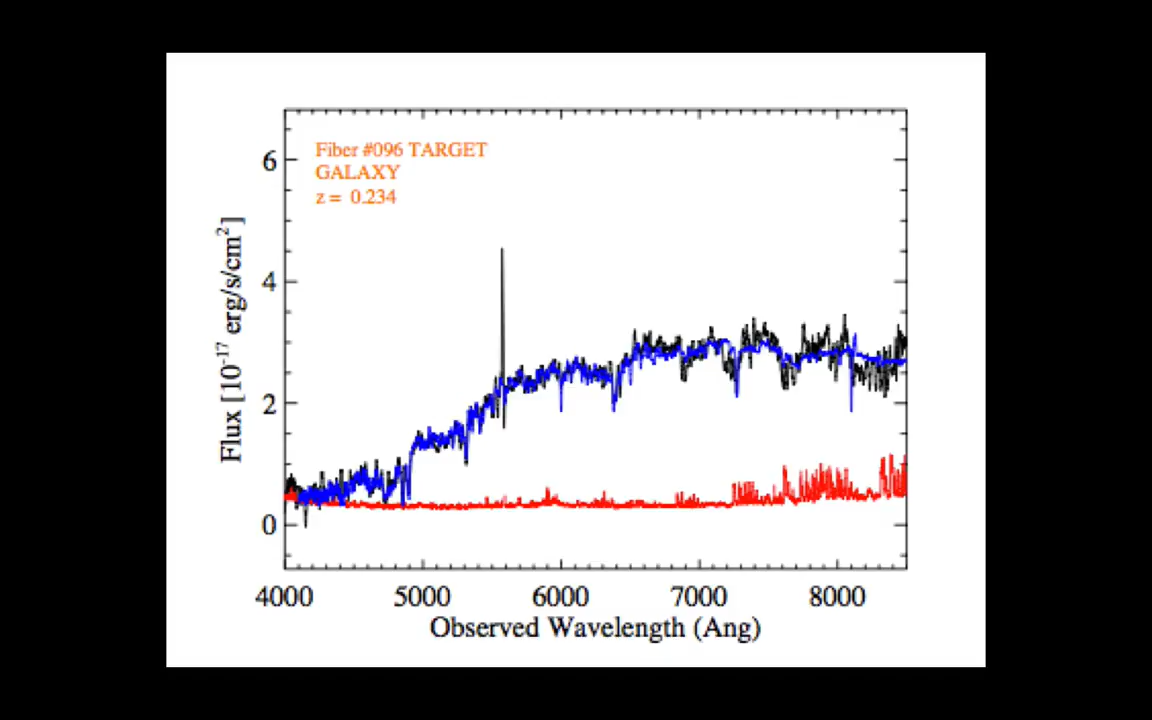 Fiber #096 TARGET
GALAXY
z = 0.234
6
4
2
0
Flux [10⁻¹⁷ erg/s/cm²]
4000 5000 6000 7000 8000
Observed Wavelength (Ang)